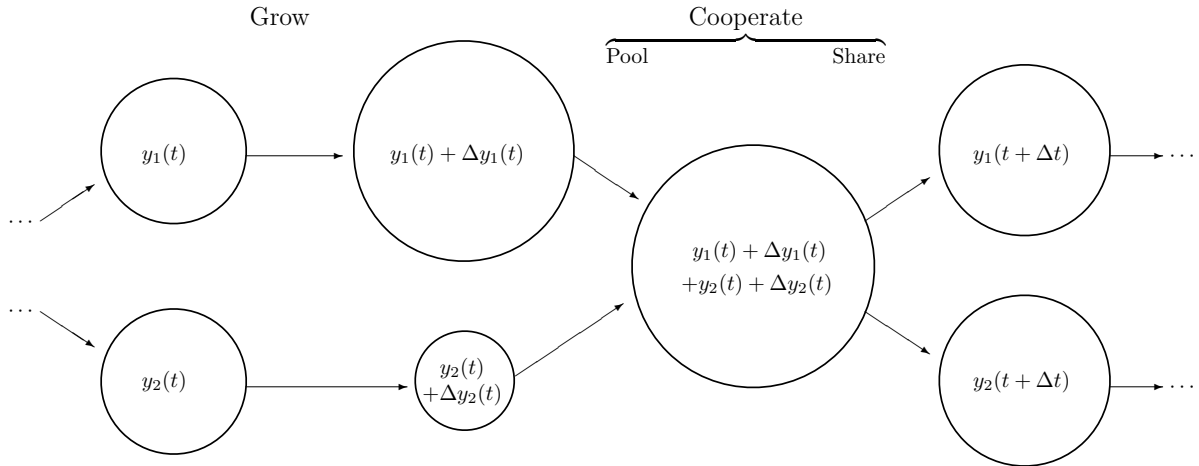 Grow
Cooperate
Pool
Share
y₁(t)
y₁(t) + Δy₁(t)
y₁(t + Δt)
...
...
y₁(t) + Δy₁(t)
+y₂(t) + Δy₂(t)
...
y₂(t)
y₂(t)
+Δy₂(t)
y₂(t + Δt)
...